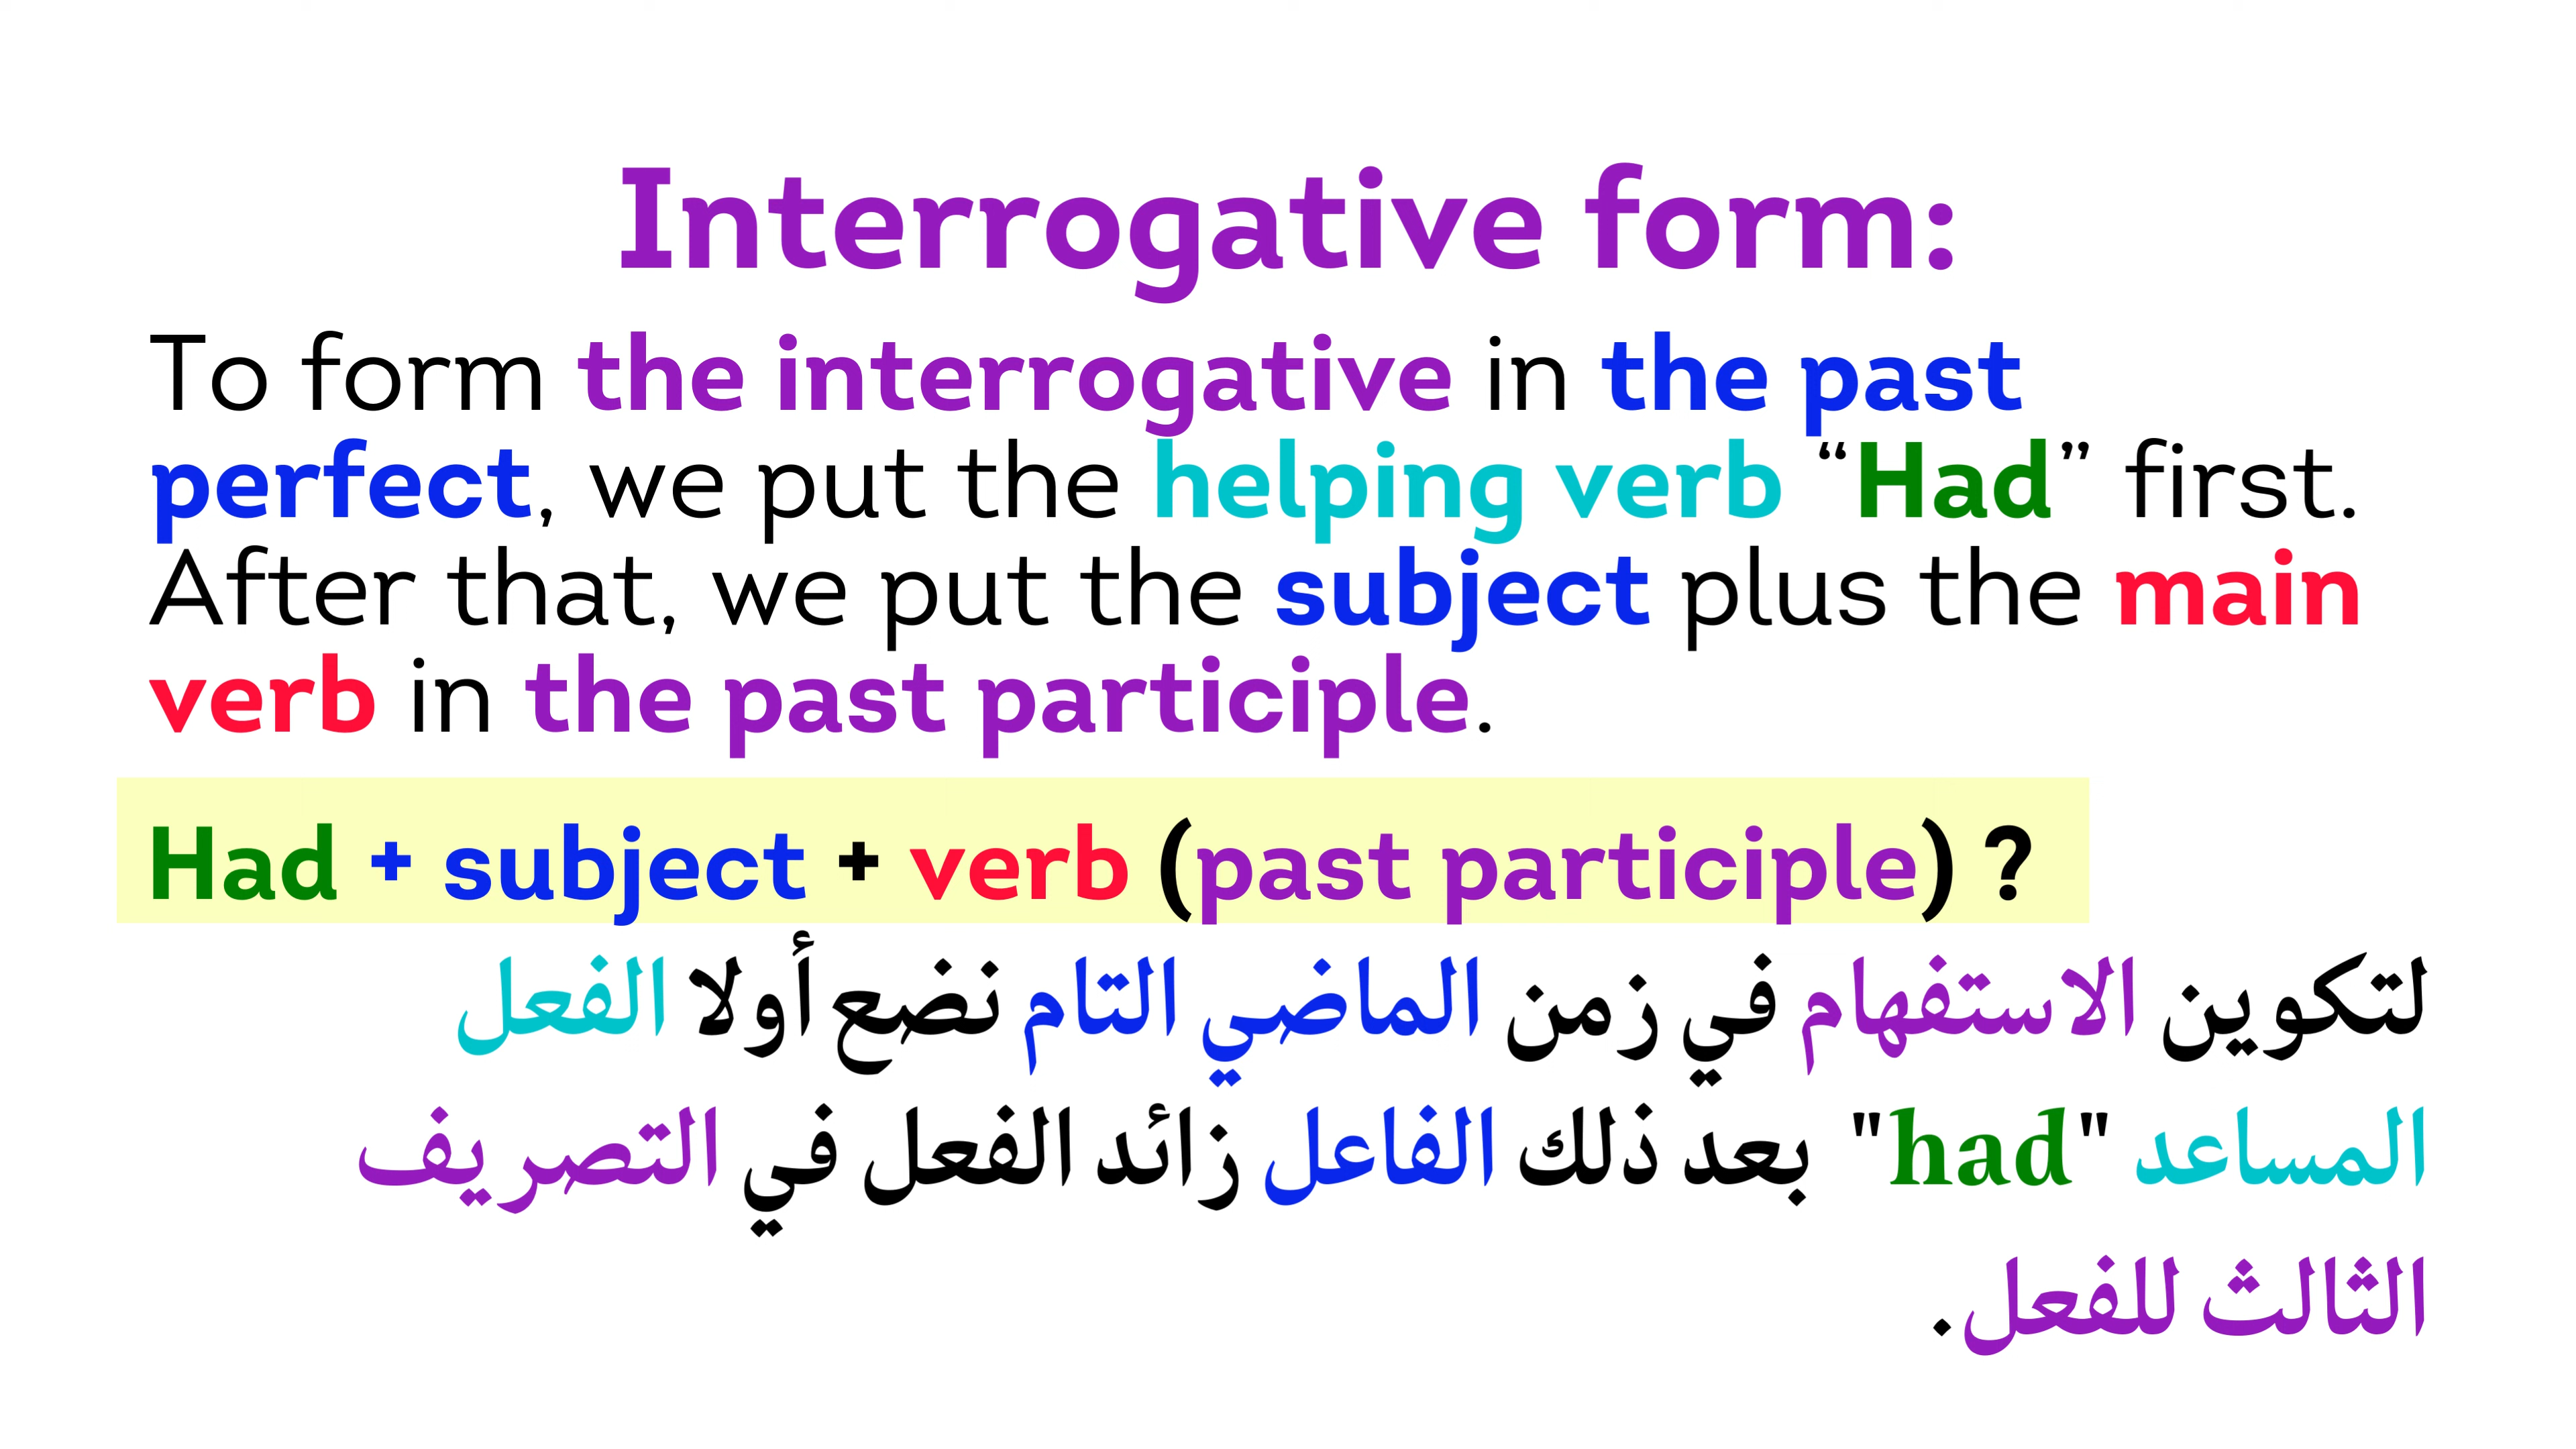 Interrogative form:
To form the interrogative in the past
perfect, we put the helping verb “Had” first.
After that, we put the subject plus the main
verb in the past participle.
Had + subject + verb (past participle) ?
لتكوين الاستفهام في زمن الماضي التام نضع أولا الفعل
المساعد "had" بعد ذلك الفاعل زائد الفعل في التصريف
الثالث للفعل.